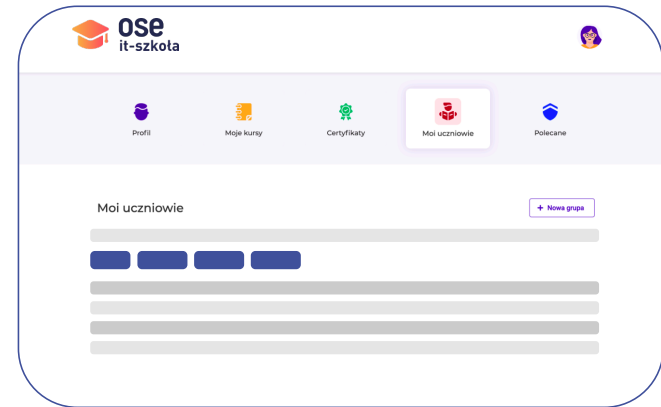 ose
it-szkoła
Profil
Moje kursy
Certyfikaty
Moi uczniowie
Polecane
Moi uczniowie
+ Nowa grupa